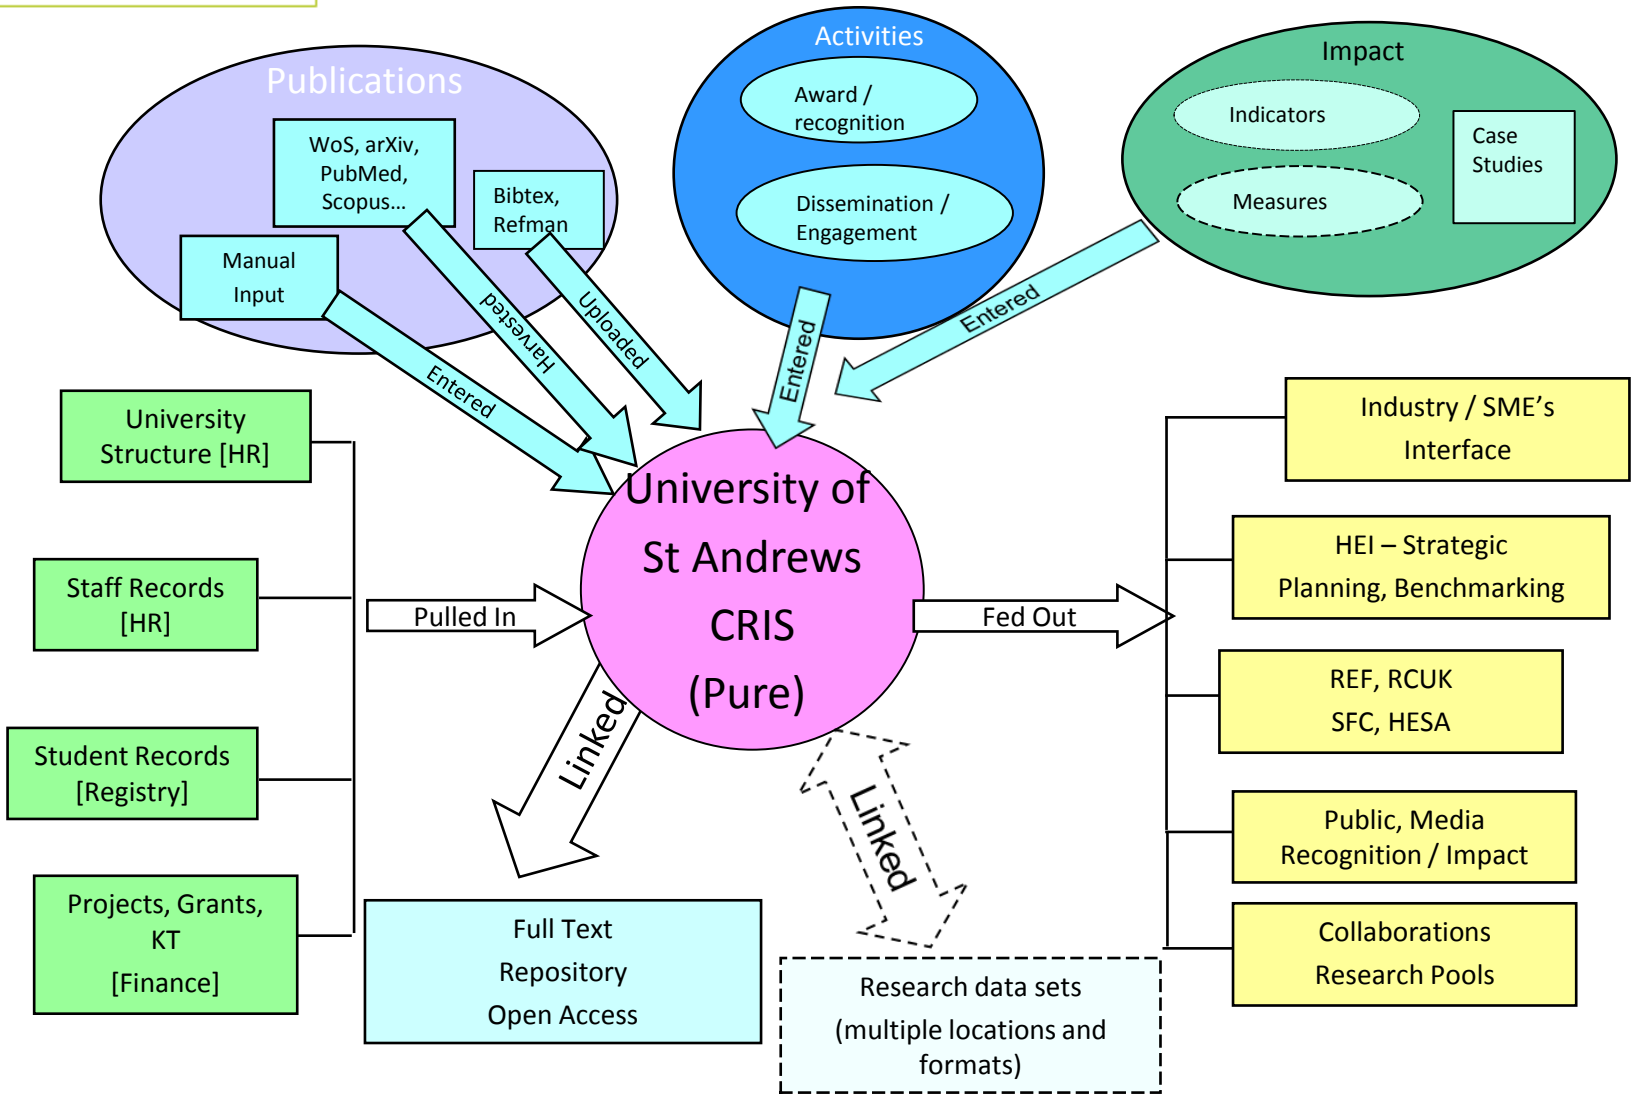 Publications
WoS, arXiv,
PubMed,
Scopus...
Bibtex,
Refman
Manual
Input
Entered
Harvested
Uploaded
Activities
Award /
recognition
Dissemination /
Engagement
Entered
Impact
Indicators
Measures
Case
Studies
Entered
University
Structure [HR]
Staff Records
[HR]
Student Records
[Registry]
Projects, Grants,
KT
[Finance]
Pulled In
University of
St Andrews
CRIS
(Pure)
Fed Out
Industry / SME's
Interface
HEI – Strategic
Planning, Benchmarking
REF, RCUK
SFC, HESA
Public, Media
Recognition / Impact
Collaborations
Research Pools
Linked
Full Text
Repository
Open Access
Linked
Research data sets
(multiple locations and
formats)